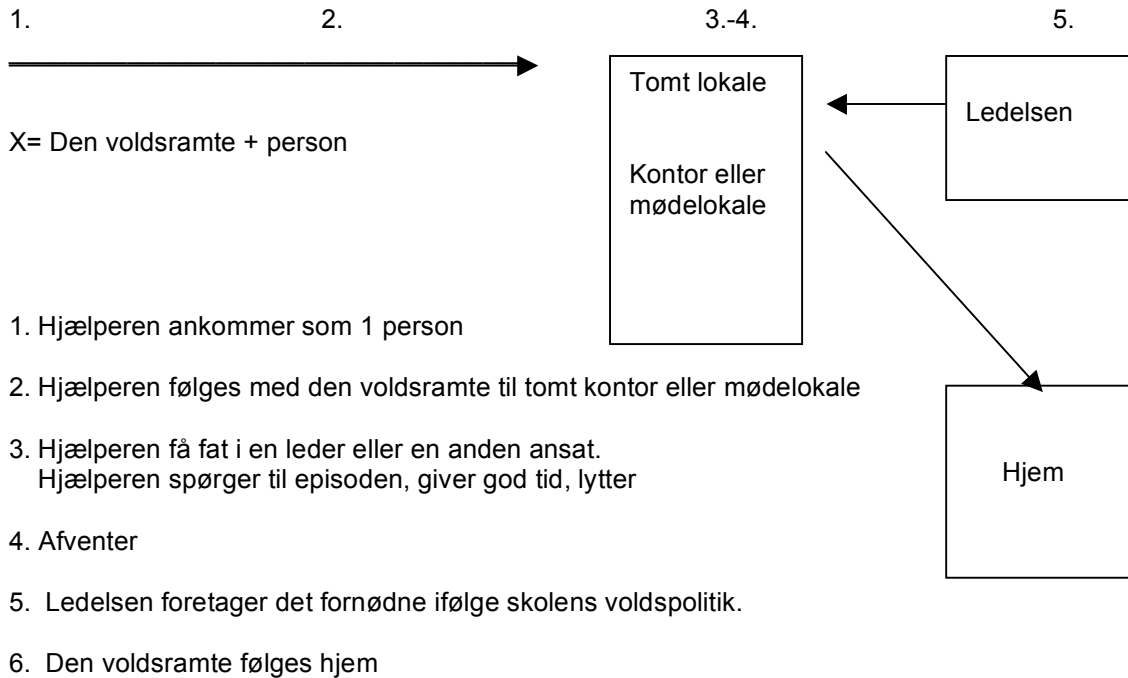 1. 2. 3.-4. 5.
Tomt lokale
Ledelsen
X= Den voldsramte + person
Kontor eller
mødelokale
1. Hjælperen ankommer som 1 person
2. Hjælperen følges med den voldsramte til tomt kontor eller mødelokale
3. Hjælperen få fat i en leder eller en anden ansat.
Hjælperen spørger til episoden, giver god tid, lytter
Hjem
4. Afventer
5. Ledelsen foretager det fornødne ifølge skolens voldspolitik.
6. Den voldsramte følges hjem